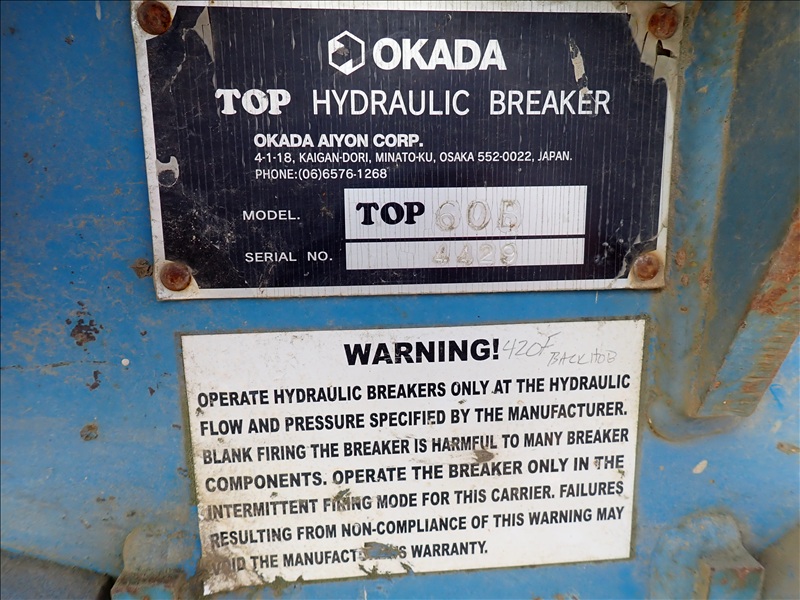 OKADA
TOP HYDRAULIC BREAKER
OKADA AIYON CORP.
4-1-18, KAIGAN-DORI, MINATO-KU, OSAKA 552-0022, JAPAN.
PHONE:(06)6576-1268
MODEL. TOP 60B
SERIAL NO. 4429
WARNING! 420F
BACKHOE
OPERATE HYDRAULIC BREAKERS ONLY AT THE HYDRAULIC
FLOW AND PRESSURE SPECIFIED BY THE MANUFACTURER.
BLANK FIRING THE BREAKER IS HARMFUL TO MANY BREAKER
COMPONENTS. OPERATE THE BREAKER ONLY IN THE
INTERMITTENT FIRING MODE FOR THIS CARRIER. FAILURES
RESULTING FROM NON-COMPLIANCE OF THIS WARNING MAY
VOID THE MANUFACTURERS WARRANTY.